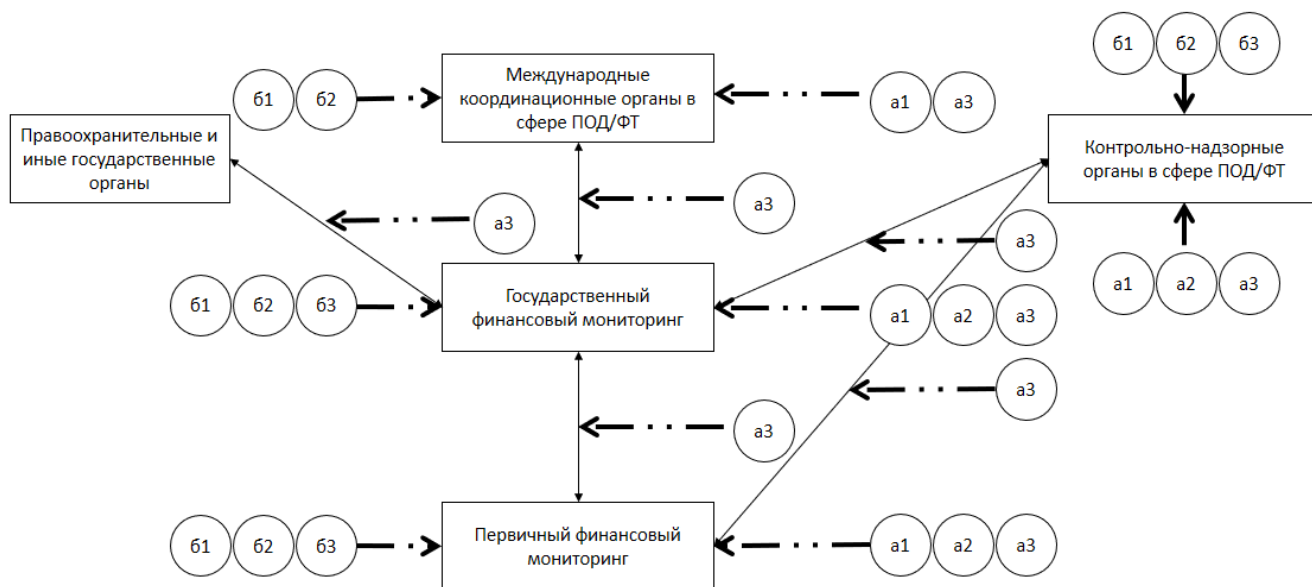 б1 б2 б3
Международные
координационные органы в
сфере ПОД/ФТ
б1 б2
а1 а3
Правоохранительные и
иные государственные
органы
Контрольно-надзорные
органы в сфере ПОД/ФТ
а3
а3
а3
а1 а2 а3
б1 б2 б3
Государственный
финансовый мониторинг
а1 а2 а3
а3
а3
б1 б2 б3
Первичный финансовый
мониторинг
а1 а2 а3